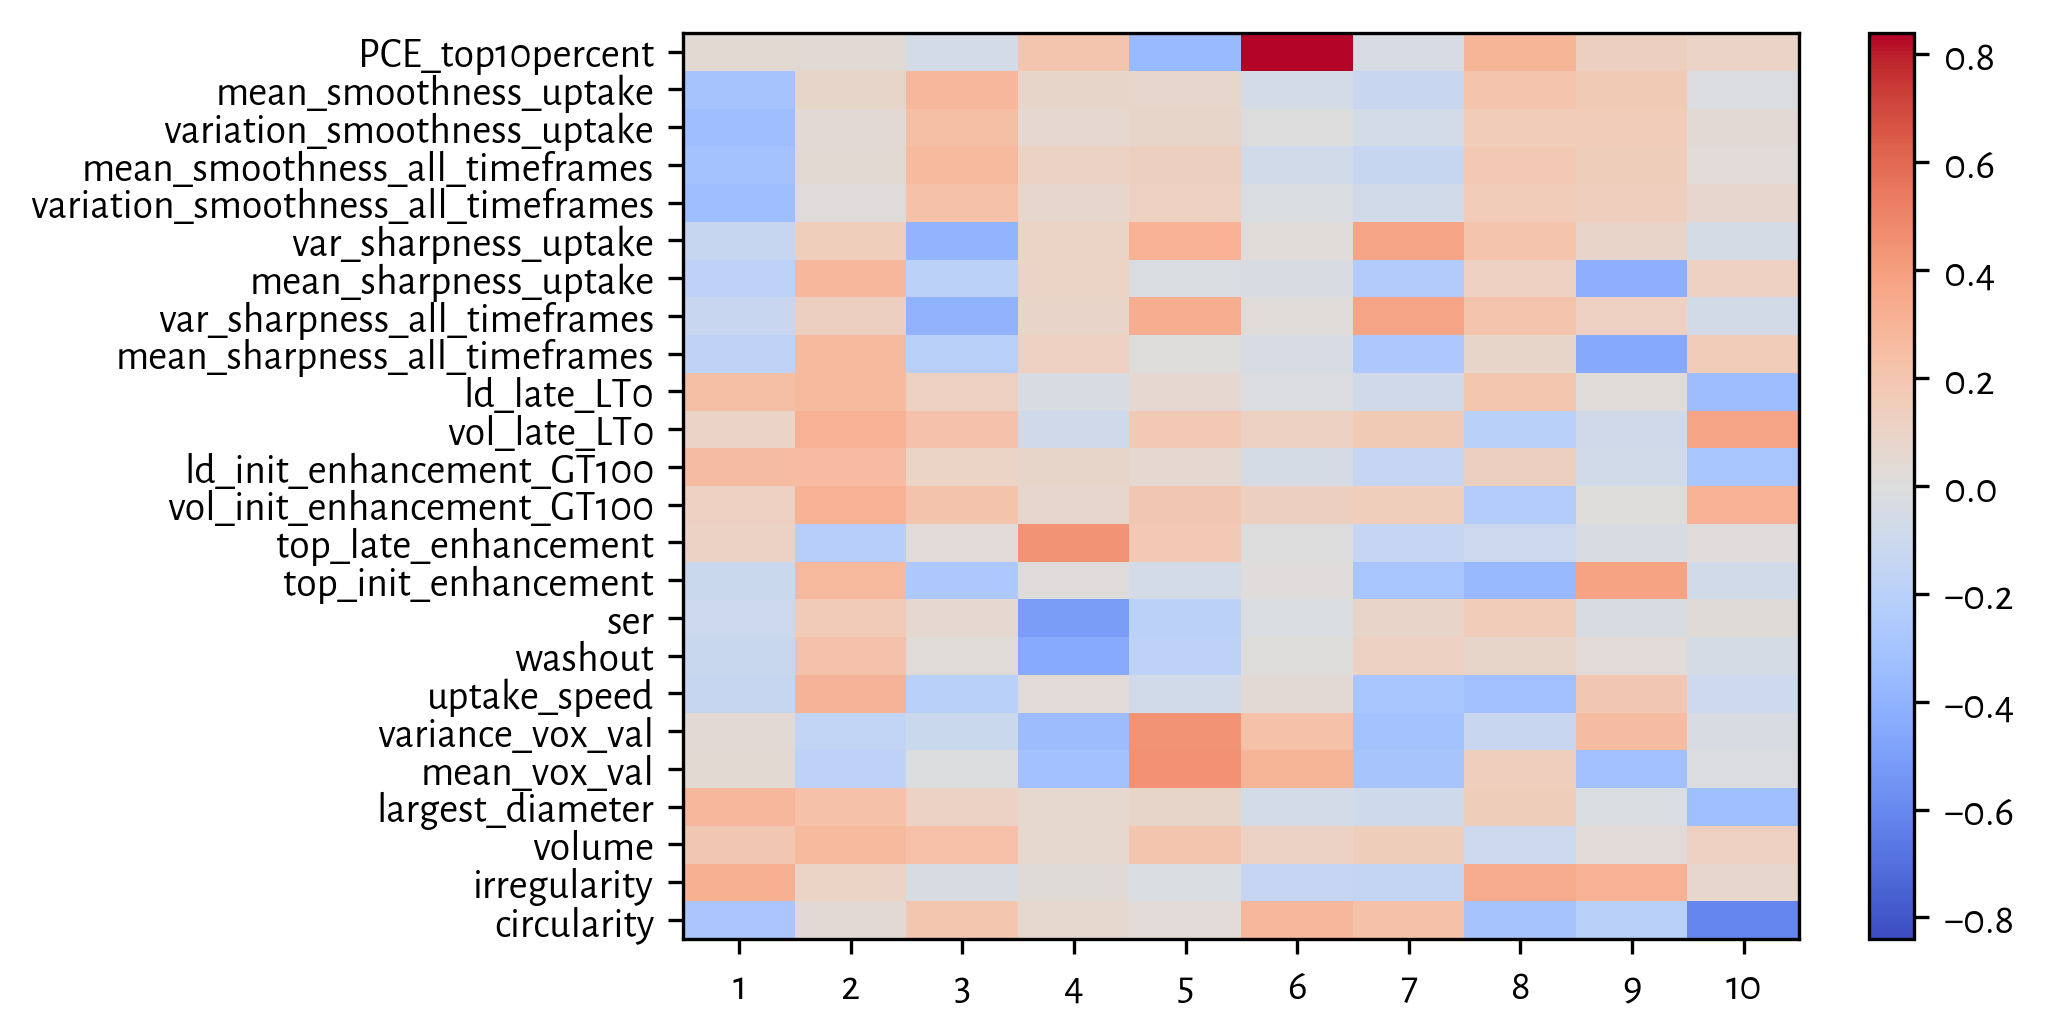 PCE_top10percent
mean_smoothness_uptake
variation_smoothness_uptake
mean_smoothness_all_timeframes
variation_smoothness_all_timeframes
var_sharpness_uptake
mean_sharpness_uptake
var_sharpness_all_timeframes
mean_sharpness_all_timeframes
ld_late_LT0
vol_late_LT0
ld_init_enhancement_GT100
vol_init_enhancement_GT100
top_late_enhancement
top_init_enhancement
ser
washout
uptake_speed
variance_vox_val
mean_vox_val
largest_diameter
volume
irregularity
circularity
1 2 3 4 5 6 7 8 9 10
0.8
0.6
0.4
0.2
0.0
−0.2
−0.4
−0.6
−0.8